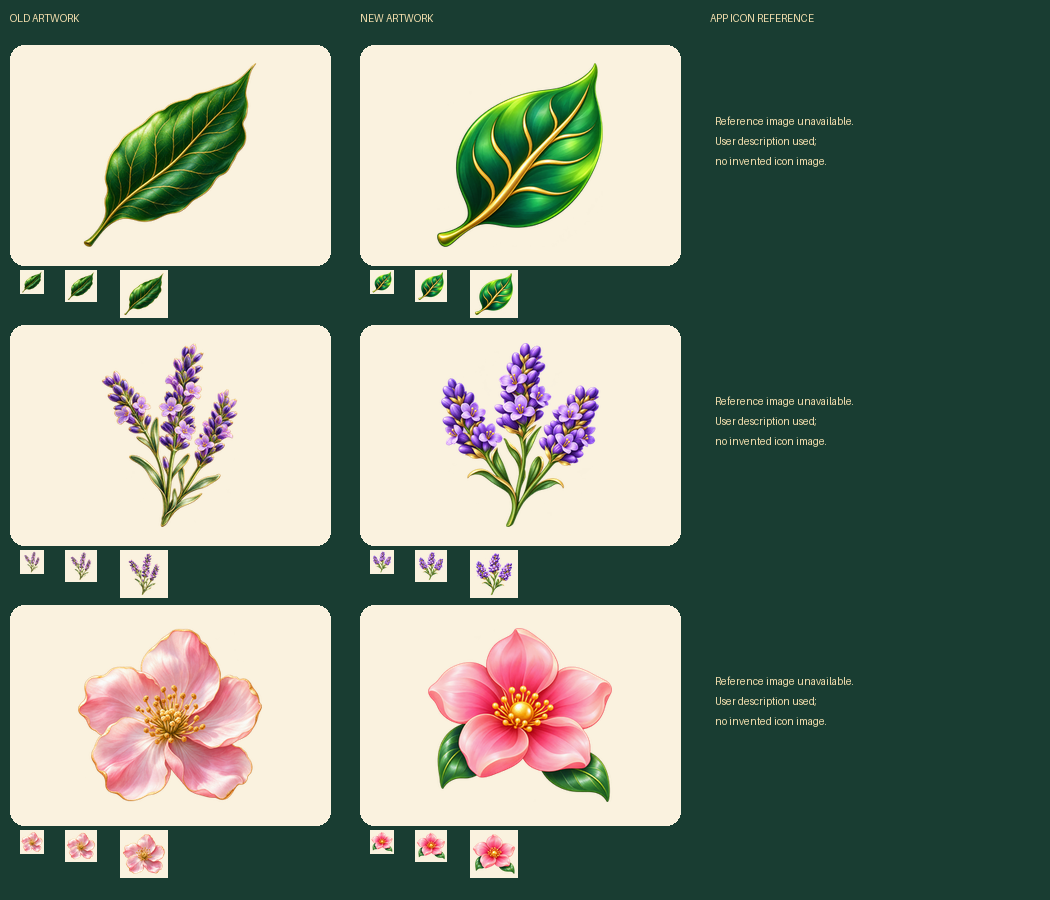 OLD ARTWORK
NEW ARTWORK
APP ICON REFERENCE
Reference image unavailable.
User description used;
no invented icon image.
Reference image unavailable.
User description used;
no invented icon image.
Reference image unavailable.
User description used;
no invented icon image.